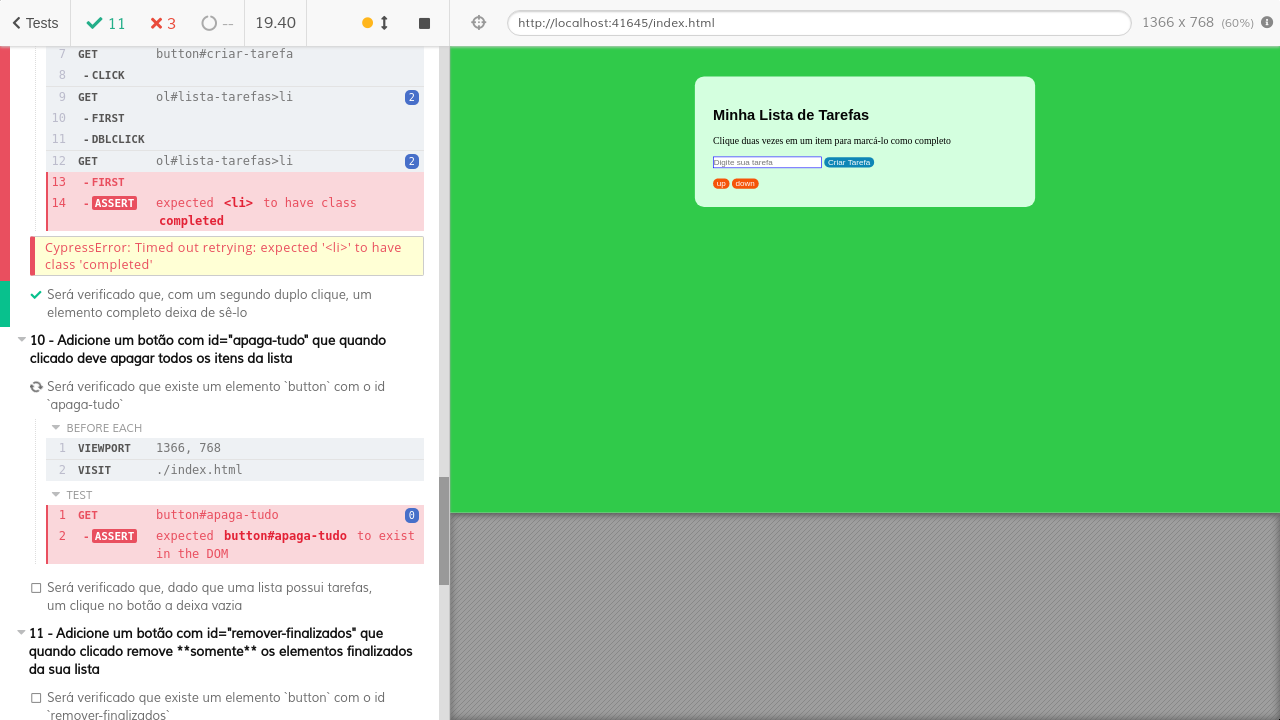 Tests
11
3
--
19.40
http://localhost:41645/index.html
1366 x 768 (60%)
7 GET button#criar-tarefa
8 - CLICK
9 GET ol#lista-tarefas>li 2
10 - FIRST
11 - DBLCLICK
12 GET ol#lista-tarefas>li 2
13 - FIRST
14 - ASSERT expected <li> to have class
completed
CypressError: Timed out retrying: expected '<li>' to have
class 'completed'
Será verificado que, com um segundo duplo clique, um
elemento completo deixa de sê-lo
10 - Adicione um botão com id="apaga-tudo" que quando
clicado deve apagar todos os itens da lista
Será verificado que existe um elemento `button` com o id
`apaga-tudo`
BEFORE EACH
1 VIEWPORT 1366, 768
2 VISIT ./index.html
TEST
1 GET button#apaga-tudo 0
2 - ASSERT expected button#apaga-tudo to exist
in the DOM
Será verificado que, dado que uma lista possui tarefas,
um clique no botão a deixa vazia
11 - Adicione um botão com id="remover-finalizados" que
quando clicado remove **somente** os elementos finalizados
da sua lista
Será verificado que existe um elemento `button` com o id
`remover-finalizados`
Minha Lista de Tarefas
Clique duas vezes em um item para marcá-lo como completo
Digite sua tarefa
Criar Tarefa
up down